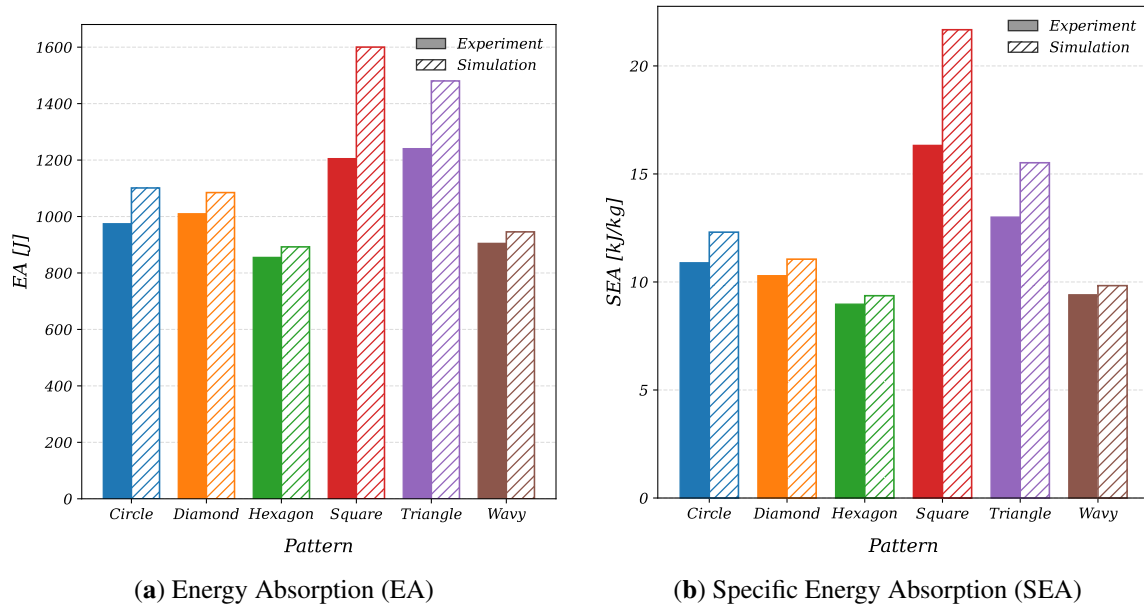 1600
1400
1200
1000
800
600
400
200
0
EA [J]
Experiment
Simulation
Circle Diamond Hexagon Square Triangle Wavy
Pattern
(a) Energy Absorption (EA)
20
15
10
5
0
SEA [kJ/kg]
Experiment
Simulation
Circle Diamond Hexagon Square Triangle Wavy
Pattern
(b) Specific Energy Absorption (SEA)